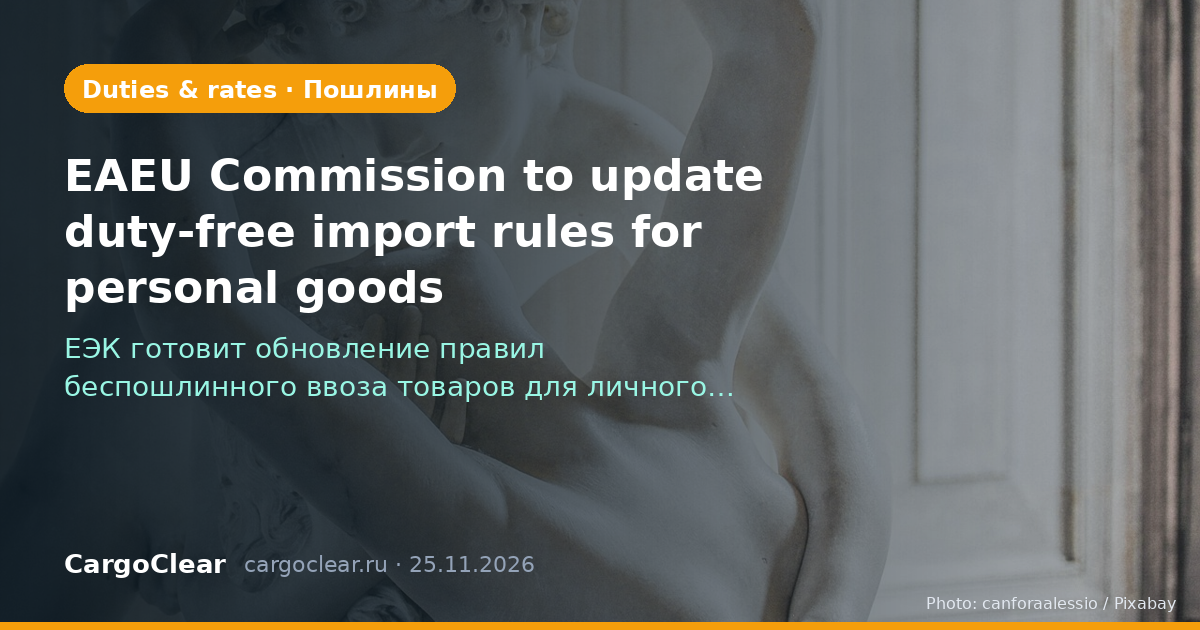 Duties & rates · Пошлины
EAEU Commission to update
duty-free import rules for
personal goods
ЕЭК готовит обновление правил
беспошлинного ввоза товаров для личного…
CargoClear cargoclear.ru · 25.11.2026
Photo: canforaalessio / Pixabay